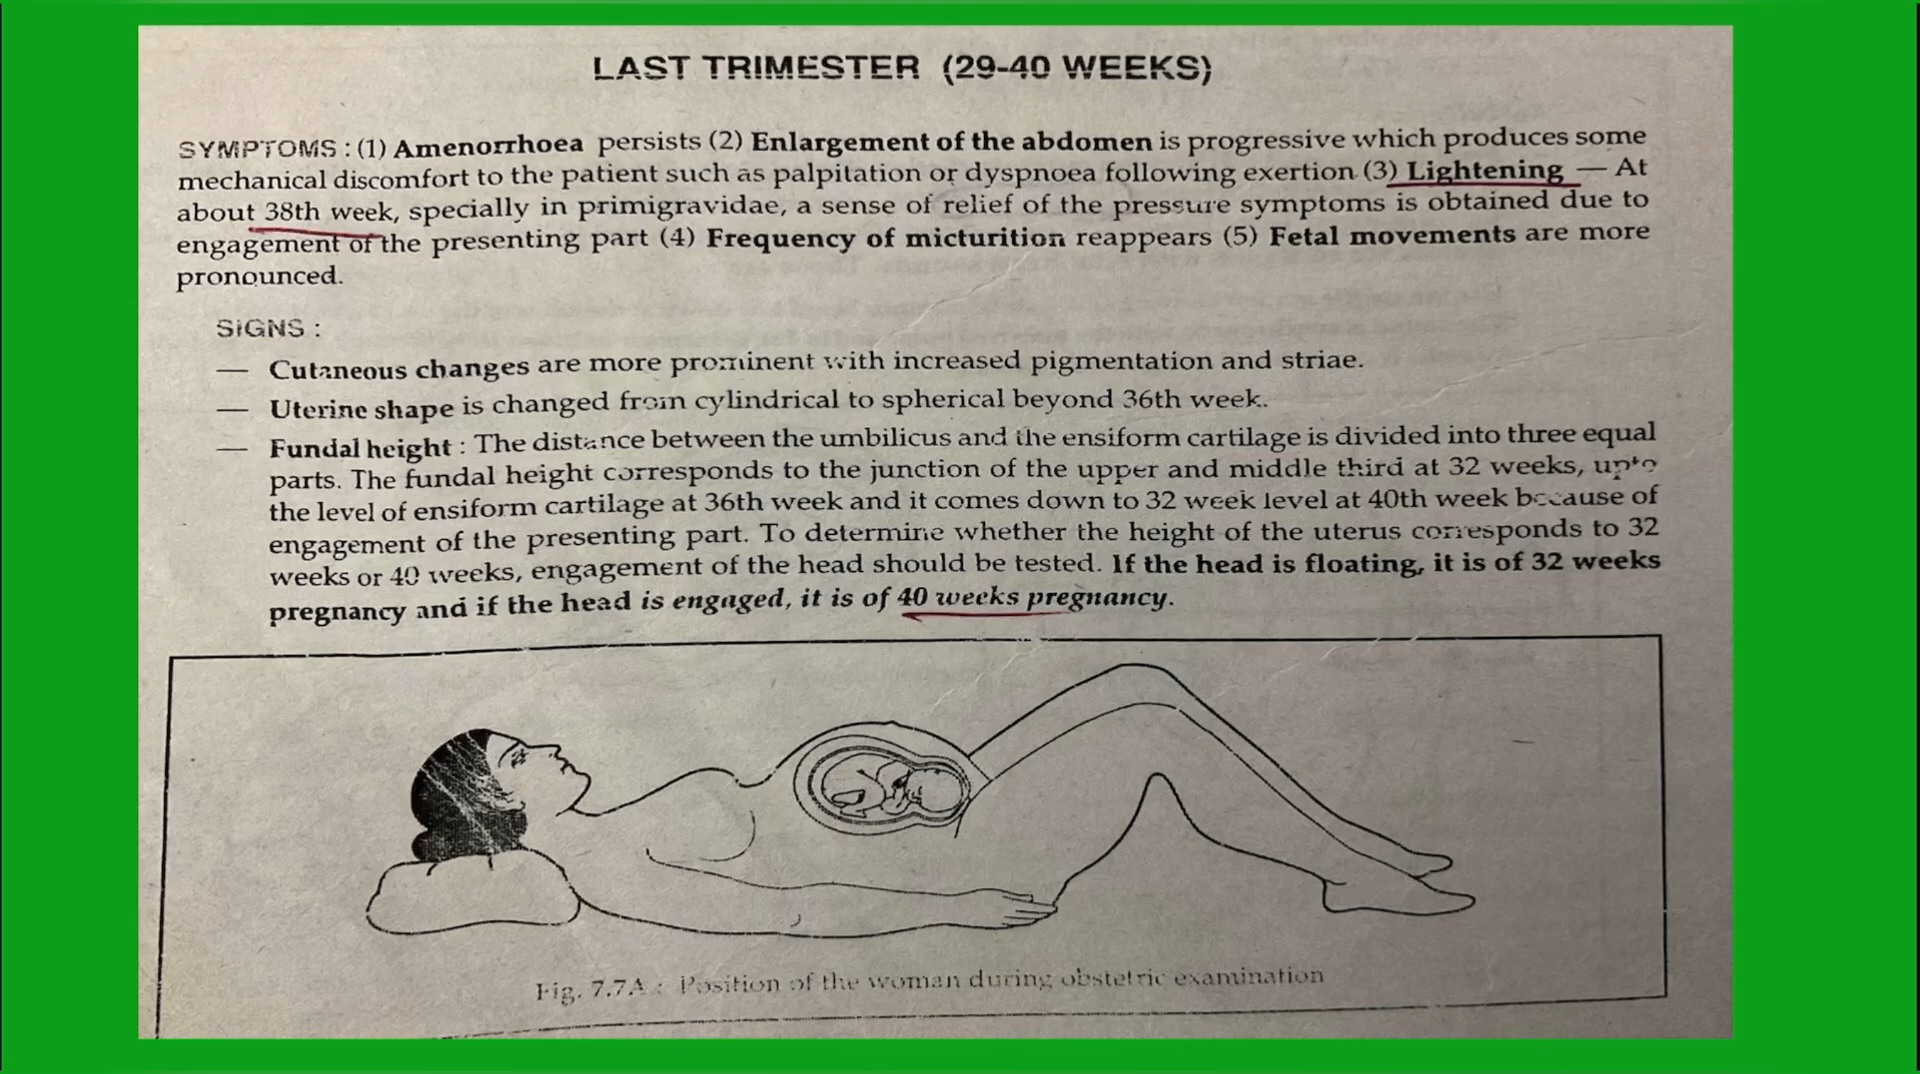 LAST TRIMESTER (29-40 WEEKS)
SYMPTOMS : (1) Amenorrhoea persists (2) Enlargement of the abdomen is progressive which produces some
mechanical discomfort to the patient such as palpitation or dyspnoea following exertion (3) Lightening — At
about 38th week, specially in primigravidae, a sense of relief of the pressure symptoms is obtained due to
engagement of the presenting part (4) Frequency of micturition reappears (5) Fetal movements are more
pronounced.
SIGNS :
— Cutaneous changes are more prominent with increased pigmentation and striae.
— Uterine shape is changed from cylindrical to spherical beyond 36th week.
— Fundal height : The distance between the umbilicus and the ensiform cartilage is divided into three equal
parts. The fundal height corresponds to the junction of the upper and middle third at 32 weeks, upto
the level of ensiform cartilage at 36th week and it comes down to 32 week level at 40th week because of
engagement of the presenting part. To determine whether the height of the uterus corresponds to 32
weeks or 40 weeks, engagement of the head should be tested. If the head is floating, it is of 32 weeks
pregnancy and if the head is engaged, it is of 40 weeks pregnancy.
Fig. 7.7A : Position of the woman during obstetric examination